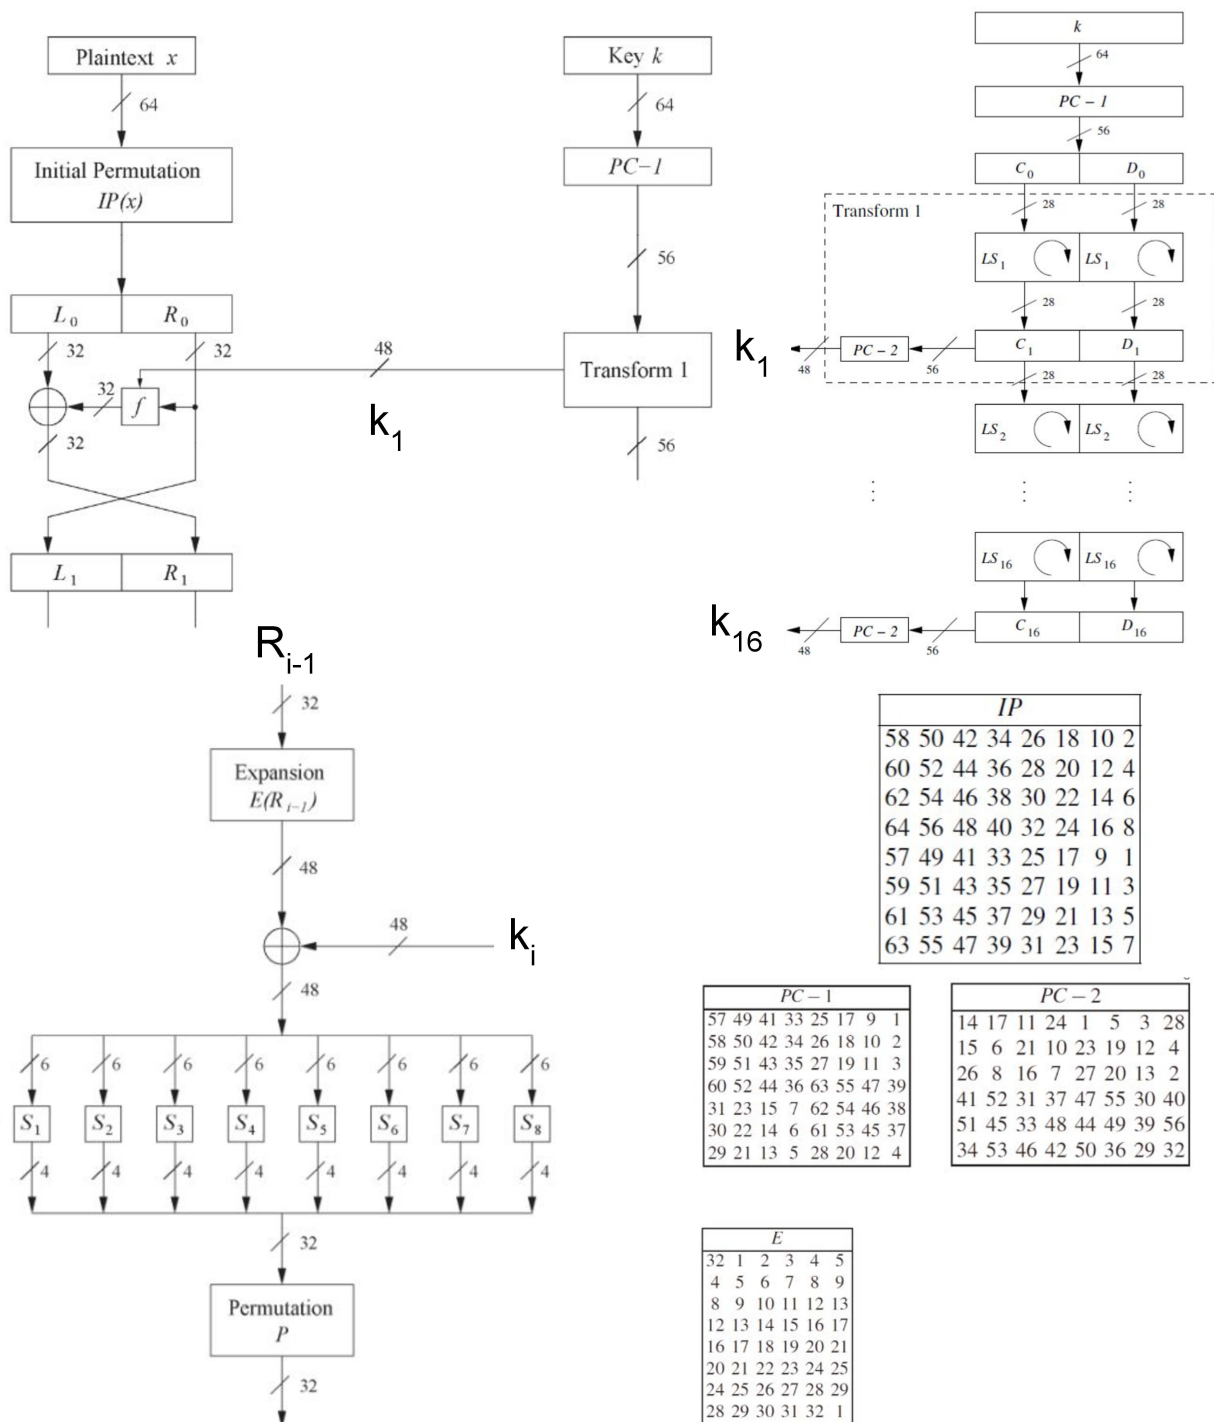 Plaintext x
64
Initial Permutation
IP(x)
L0 R0
32 32
32
f
32
L1 R1
Key k
64
PC−1
56
48
k1
Transform 1
56
k
64
PC − 1
56
C0 D0
Transform 1
28 28
LS1 LS1
28 28
k1
48
PC − 2
56
C1 D1
28 28
LS2 LS2
LS16 LS16
k16
48
PC − 2
56
C16 D16
Ri-1
32
Expansion
E(Ri−1)
48
48
ki
48
6 6 6 6 6 6 6 6
S1 S2 S3 S4 S5 S6 S7 S8
4 4 4 4 4 4 4 4
32
Permutation
P
32
IP
58 50 42 34 26 18 10 2
60 52 44 36 28 20 12 4
62 54 46 38 30 22 14 6
64 56 48 40 32 24 16 8
57 49 41 33 25 17 9 1
59 51 43 35 27 19 11 3
61 53 45 37 29 21 13 5
63 55 47 39 31 23 15 7
PC − 1
57 49 41 33 25 17 9 1
58 50 42 34 26 18 10 2
59 51 43 35 27 19 11 3
60 52 44 36 63 55 47 39
31 23 15 7 62 54 46 38
30 22 14 6 61 53 45 37
29 21 13 5 28 20 12 4
PC − 2
14 17 11 24 1 5 3 28
15 6 21 10 23 19 12 4
26 8 16 7 27 20 13 2
41 52 31 37 47 55 30 40
51 45 33 48 44 49 39 56
34 53 46 42 50 36 29 32
E
32 1 2 3 4 5
4 5 6 7 8 9
8 9 10 11 12 13
12 13 14 15 16 17
16 17 18 19 20 21
20 21 22 23 24 25
24 25 26 27 28 29
28 29 30 31 32 1